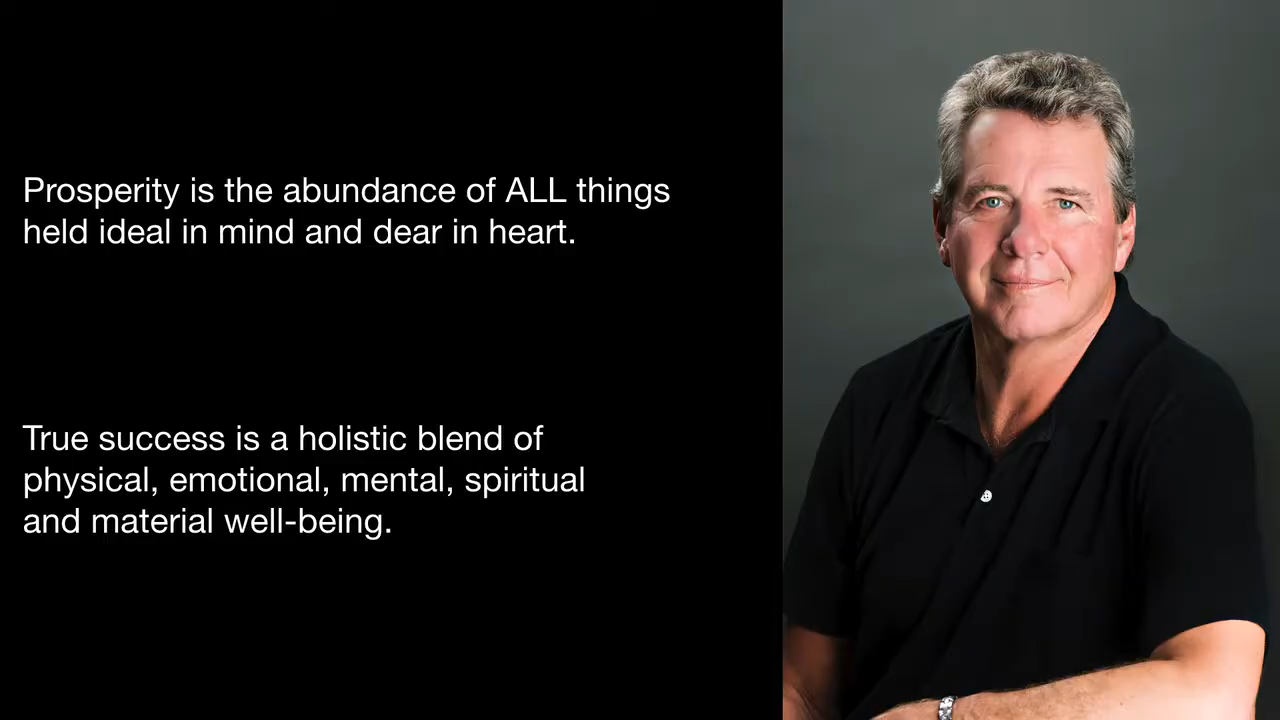 Prosperity is the abundance of ALL things
held ideal in mind and dear in heart.
True success is a holistic blend of
physical, emotional, mental, spiritual
and material well-being.